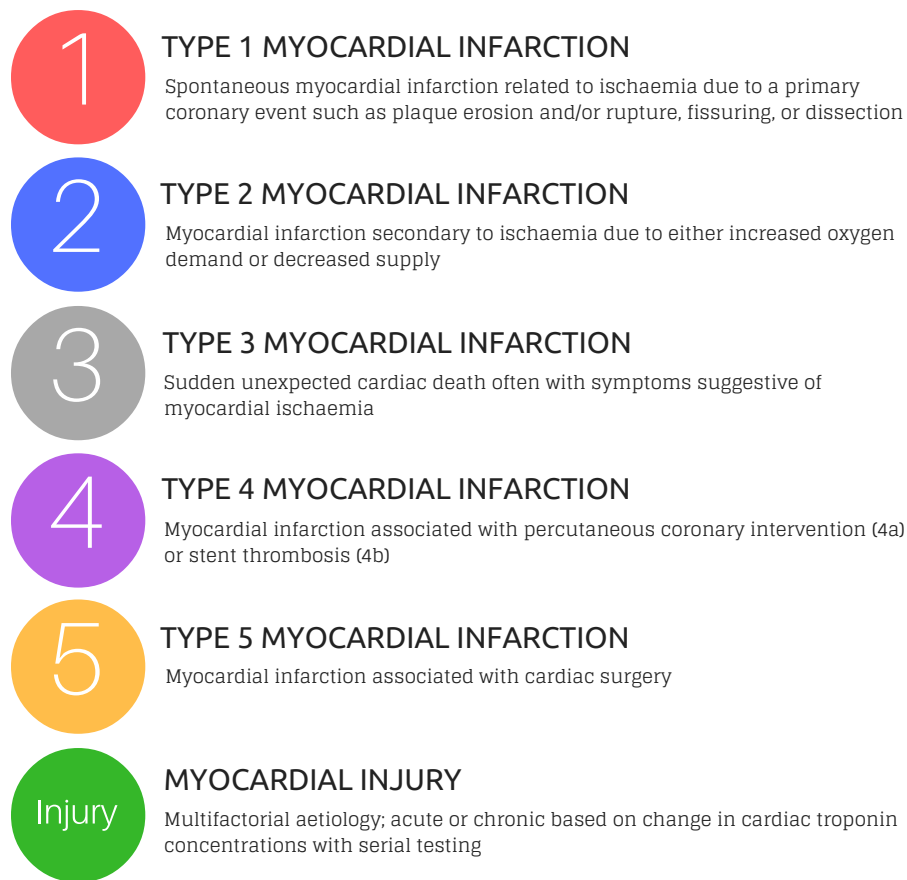 1
TYPE 1 MYOCARDIAL INFARCTION
Spontaneous myocardial infarction related to ischaemia due to a primary
coronary event such as plaque erosion and/or rupture, fissuring, or dissection
2
TYPE 2 MYOCARDIAL INFARCTION
Myocardial infarction secondary to ischaemia due to either increased oxygen
demand or decreased supply
3
TYPE 3 MYOCARDIAL INFARCTION
Sudden unexpected cardiac death often with symptoms suggestive of
myocardial ischaemia
4
TYPE 4 MYOCARDIAL INFARCTION
Myocardial infarction associated with percutaneous coronary intervention (4a)
or stent thrombosis (4b)
5
TYPE 5 MYOCARDIAL INFARCTION
Myocardial infarction associated with cardiac surgery
Injury
MYOCARDIAL INJURY
Multifactorial aetiology; acute or chronic based on change in cardiac troponin
concentrations with serial testing